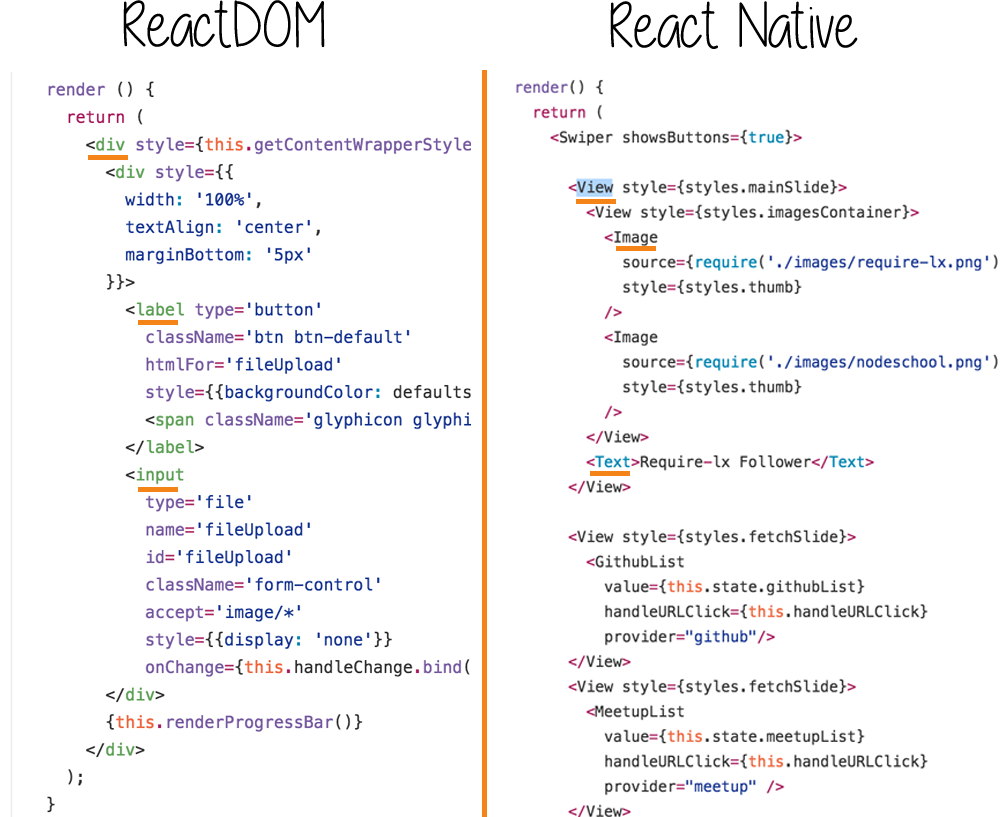 ReactDOM
render () {
return (
<div style={this.getContentWrapperStyle
<div style={{
width: '100%',
textAlign: 'center',
marginBottom: '5px'
}}>
<label type='button'
className='btn btn-default'
htmlFor='fileUpload'
style={{backgroundColor: defaults
<span className='glyphicon glyphi
</label>
<input
type='file'
name='fileUpload'
id='fileUpload'
className='form-control'
accept='image/*'
style={{display: 'none'}}
onChange={this.handleChange.bind(
</div>
{this.renderProgressBar()}
</div>
);
}
React Native
render() {
return (
<Swiper showsButtons={true}>
<View style={styles.mainSlide}>
<View style={styles.imagesContainer}>
<Image
source={require('./images/require-lx.png')
style={styles.thumb}
/>
<Image
source={require('./images/nodeschool.png')
style={styles.thumb}
/>
</View>
<Text>Require-lx Follower</Text>
</View>
<View style={styles.fetchSlide}>
<GithubList
value={this.state.githubList}
handleURLClick={this.handleURLClick}
provider="github"/>
</View>
<View style={styles.fetchSlide}>
<MeetupList
value={this.state.meetupList}
handleURLClick={this.handleURLClick}
provider="meetup" />
</View>